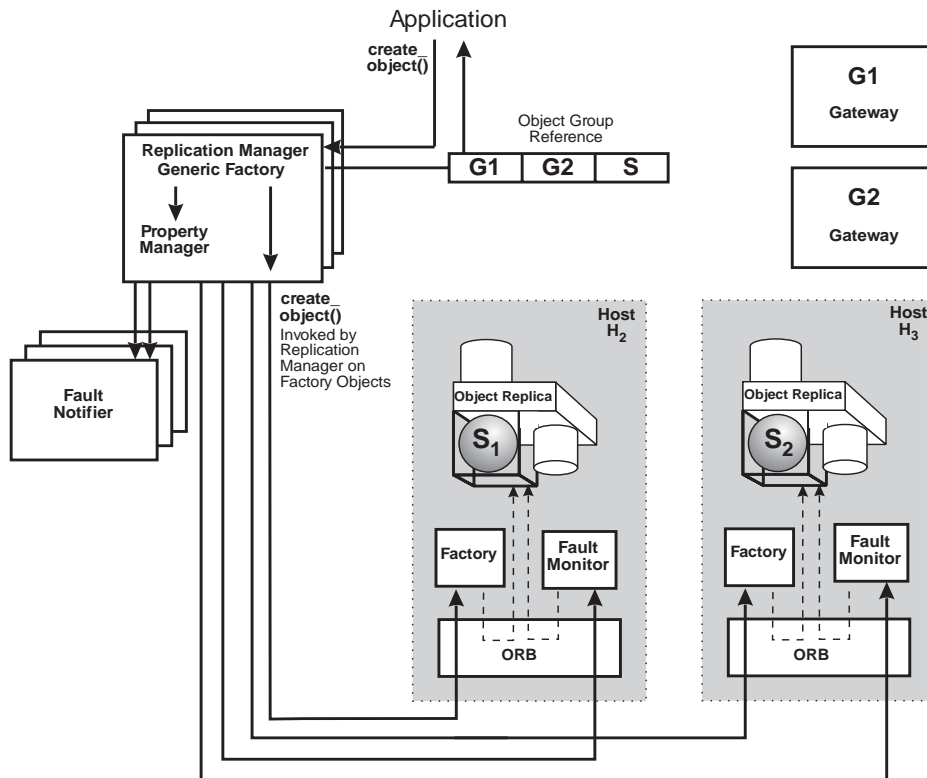 Application
create_
object()
Object Group
Reference
G1 G2 S
G1
Gateway
G2
Gateway
Replication Manager
Generic Factory
Property
Manager
create_
object()
Invoked by
Replication
Manager on
Factory Objects
Fault
Notifier
Host
H2
Object Replica
S1
Factory
Fault
Monitor
ORB
Host
H3
Object Replica
S2
Factory
Fault
Monitor
ORB